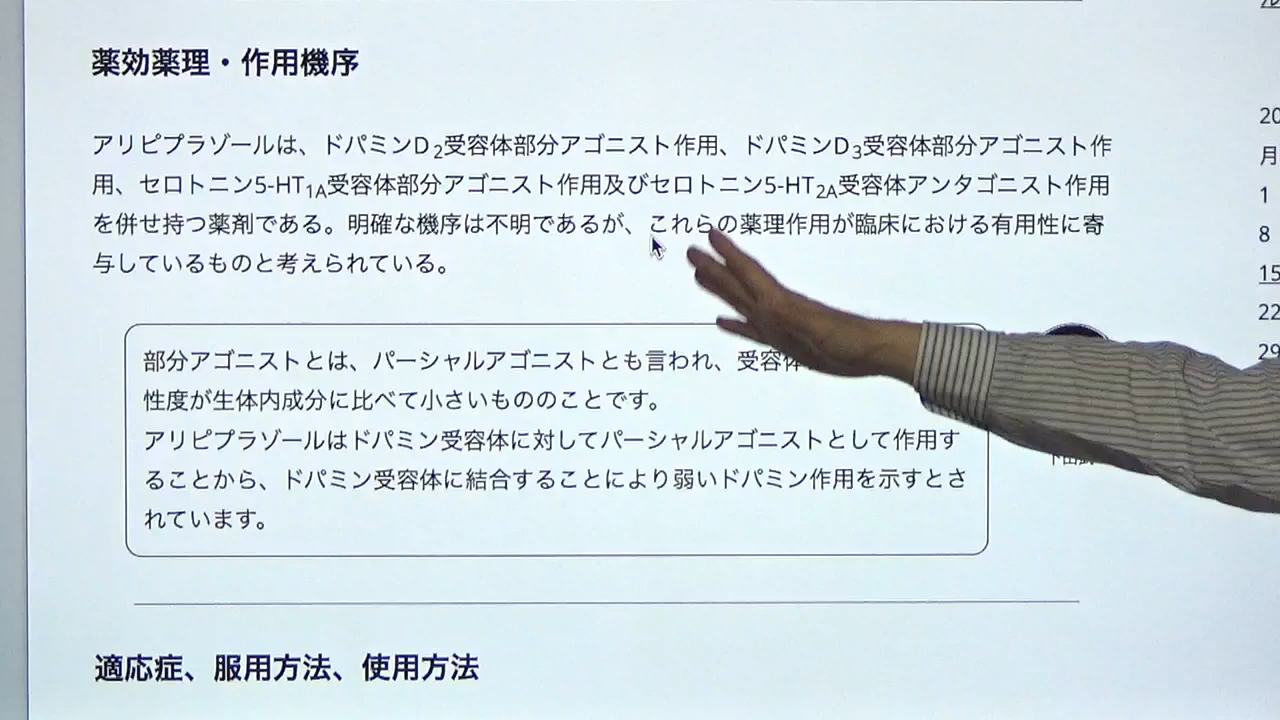 薬効薬理・作用機序
アリピプラゾールは、ドパミンD2受容体部分アゴニスト作用、ドパミンD3受容体部分アゴニスト作
用、セロトニン5-HT1A受容体部分アゴニスト作用及びセロトニン5-HT2A受容体アンタゴニスト作用
を併せ持つ薬剤である。明確な機序は不明であるが、これらの薬理作用が臨床における有用性に寄
与しているものと考えられている。
部分アゴニストとは、パーシャルアゴニストとも言われ、受容体
性度が生体内成分に比べて小さいもののことです。
アリピプラゾールはドパミン受容体に対してパーシャルアゴニストとして作用す
ることから、ドパミン受容体に結合することにより弱いドパミン作用を示すとさ
れています。
適応症、服用方法、使用方法
20
月
1
8
15
22
29